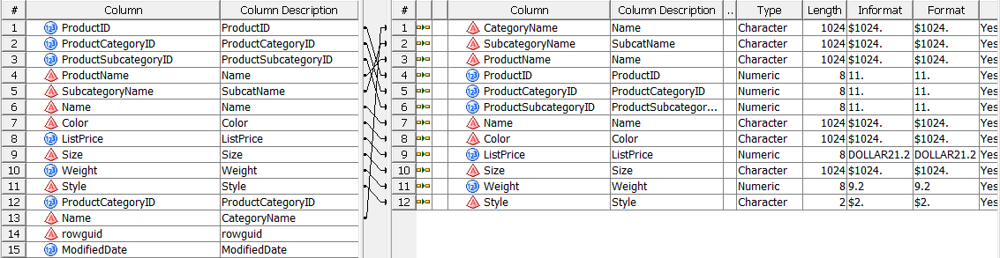 # Column Column Description # Column Column Description .. Type Length Informat Format
1 ProductID ProductID 1 CategoryName Name Character 1024 $1024. $1024. Yes
2 ProductCategoryID ProductCategoryID 2 SubcategoryName SubcatName Character 1024 $1024. $1024. Yes
3 ProductSubcategoryID ProductSubcategoryID 3 ProductName Name Character 1024 $1024. $1024. Yes
4 ProductName Name 4 ProductID ProductID Numeric 8 11. 11. Yes
5 SubcategoryName SubcatName 5 ProductCategoryID ProductCategoryID Numeric 8 11. 11. Yes
6 Name Name 6 ProductSubcategoryID ProductSubcategor... Numeric 8 11. 11. Yes
7 Color Color 7 Name Name Character 1024 $1024. $1024. Yes
8 ListPrice ListPrice 8 Color Color Character 1024 $1024. $1024. Yes
9 Size Size 9 ListPrice ListPrice Numeric 8 DOLLAR21.2 DOLLAR21.2 Yes
10 Weight Weight 10 Size Size Character 1024 $1024. $1024. Yes
11 Style Style 11 Weight Weight Numeric 8 9.2 9.2 Yes
12 ProductCategoryID ProductCategoryID 12 Style Style Character 2 $2. $2. Yes
13 Name CategoryName
14 rowguid rowguid
15 ModifiedDate ModifiedDate